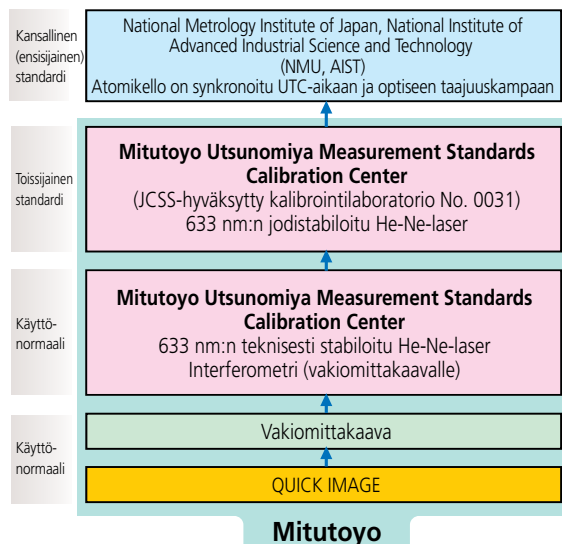 Kansallinen
(ensisijainen)
standardi
National Metrology Institute of Japan, National Institute of
Advanced Industrial Science and Technology
(NMU, AIST)
Atomikello on synkronoitu UTC-aikaan ja optiseen taajuuskampaan
Toissijainen
standardi
Mitutoyo Utsunomiya Measurement Standards
Calibration Center
(JCSS-hyväksytty kalibrointilaboratorio No. 0031)
633 nm:n jodistabiloitu He-Ne-laser
Käyttö-
normaali
Mitutoyo Utsunomiya Measurement Standards
Calibration Center
633 nm:n teknisesti stabiloitu He-Ne-laser
Interferometri (vakiomittakaavalle)
Käyttö-
normaali
Vakiomittakaava
QUICK IMAGE
Mitutoyo